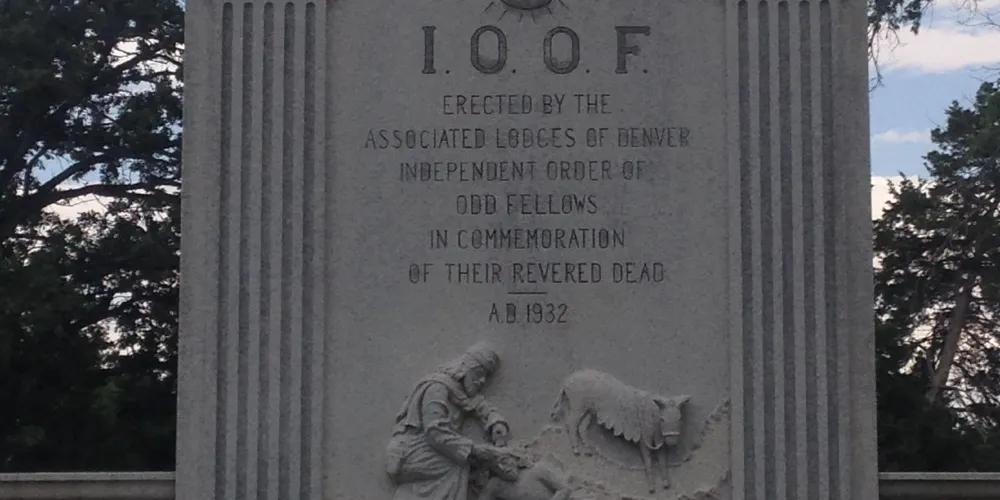 I. O. O. F.
ERECTED BY THE
ASSOCIATED LODGES OF DENVER
INDEPENDENT ORDER OF
ODD FELLOWS
IN COMMEMORATION
OF THEIR REVERED DEAD
A.D. 1932